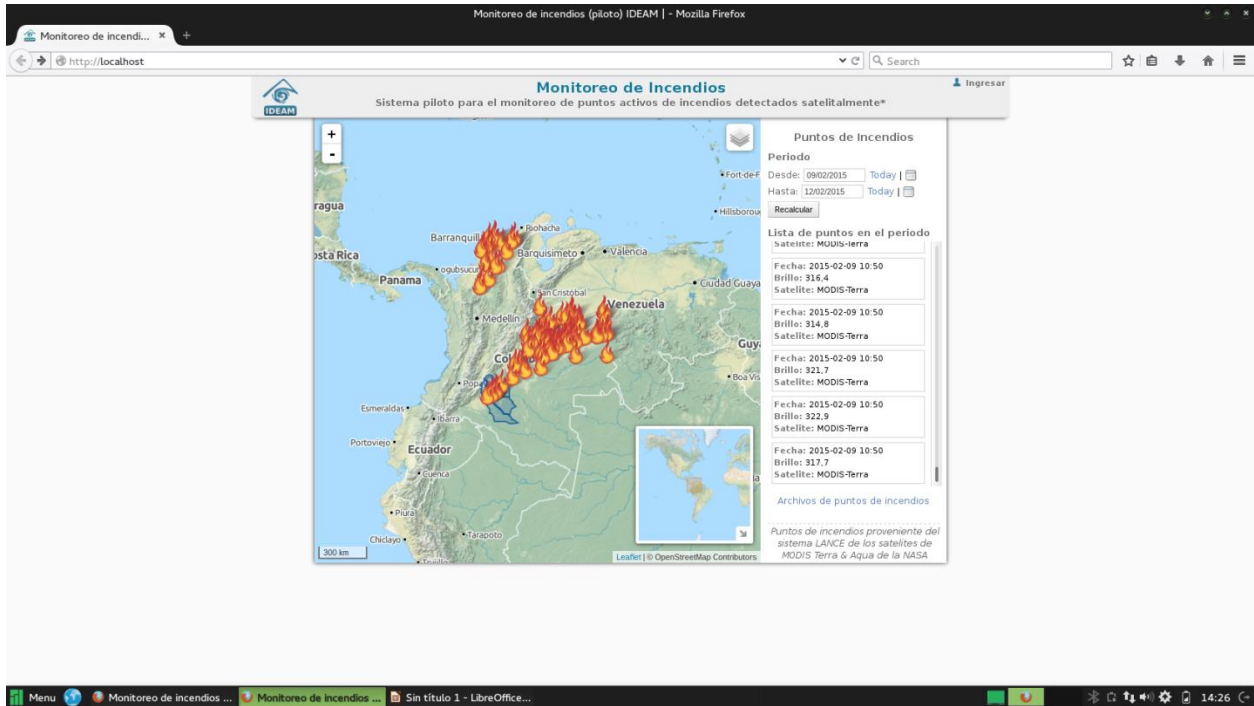 Monitoreo de incendios (piloto) IDEAM | - Mozilla Firefox
Monitoreo de incendi...
http://localhost
Search
IDEAM
Monitoreo de Incendios
Sistema piloto para el monitoreo de puntos activos de incendios detectados satelitalmente*
Ingresar
+
-
Fort-de-F
ragua
Hillsborou
Riohacha
Barranquil
osta Rica
Barquisimeto
Valencia
Panama
San Cristóbal
Ciudad Guaya
Venezuela
Medellin
Guy
Co
Popa
Boa Vis
Esmeraldas
Ibarra
Portoviejo
Ecuador
Cuenca
Piura
Chiclayo
Tarapoto
Trujillo
300 km
Leaflet | © OpenStreetMap Contributors
Puntos de Incendios
Periodo
Desde: 09/02/2015 Today |
Hasta: 12/02/2015 Today |
Recalcular
Lista de puntos en el periodo
Satelite: MODIS-Terra
Fecha: 2015-02-09 10:50
Brillo: 316,4
Satelite: MODIS-Terra
Fecha: 2015-02-09 10:50
Brillo: 314,8
Satelite: MODIS-Terra
Fecha: 2015-02-09 10:50
Brillo: 321,7
Satelite: MODIS-Terra
Fecha: 2015-02-09 10:50
Brillo: 322,9
Satelite: MODIS-Terra
Fecha: 2015-02-09 10:50
Brillo: 317,7
Satelite: MODIS-Terra
Archivos de puntos de incendios
Puntos de incendios proveniente del
sistema LANCE de los satelites de
MODIS Terra & Aqua de la NASA
Menu
Monitoreo de incendios ...
Monitoreo de incendios ...
Sin título 1 - LibreOffice...
14:26